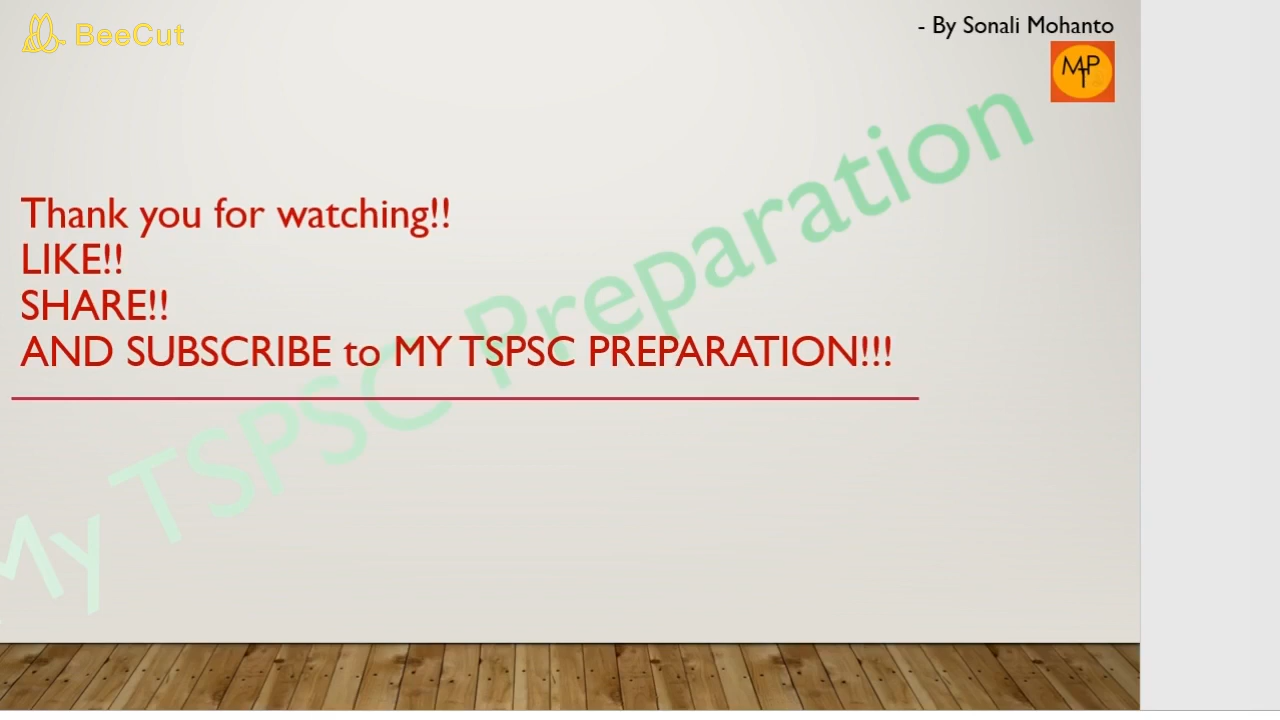 BeeCut
- By Sonali Mohanto
MTP
Thank you for watching!!
LIKE!!
SHARE!!
AND SUBSCRIBE to MY TSPSC PREPARATION!!!
My TSPSC Preparation